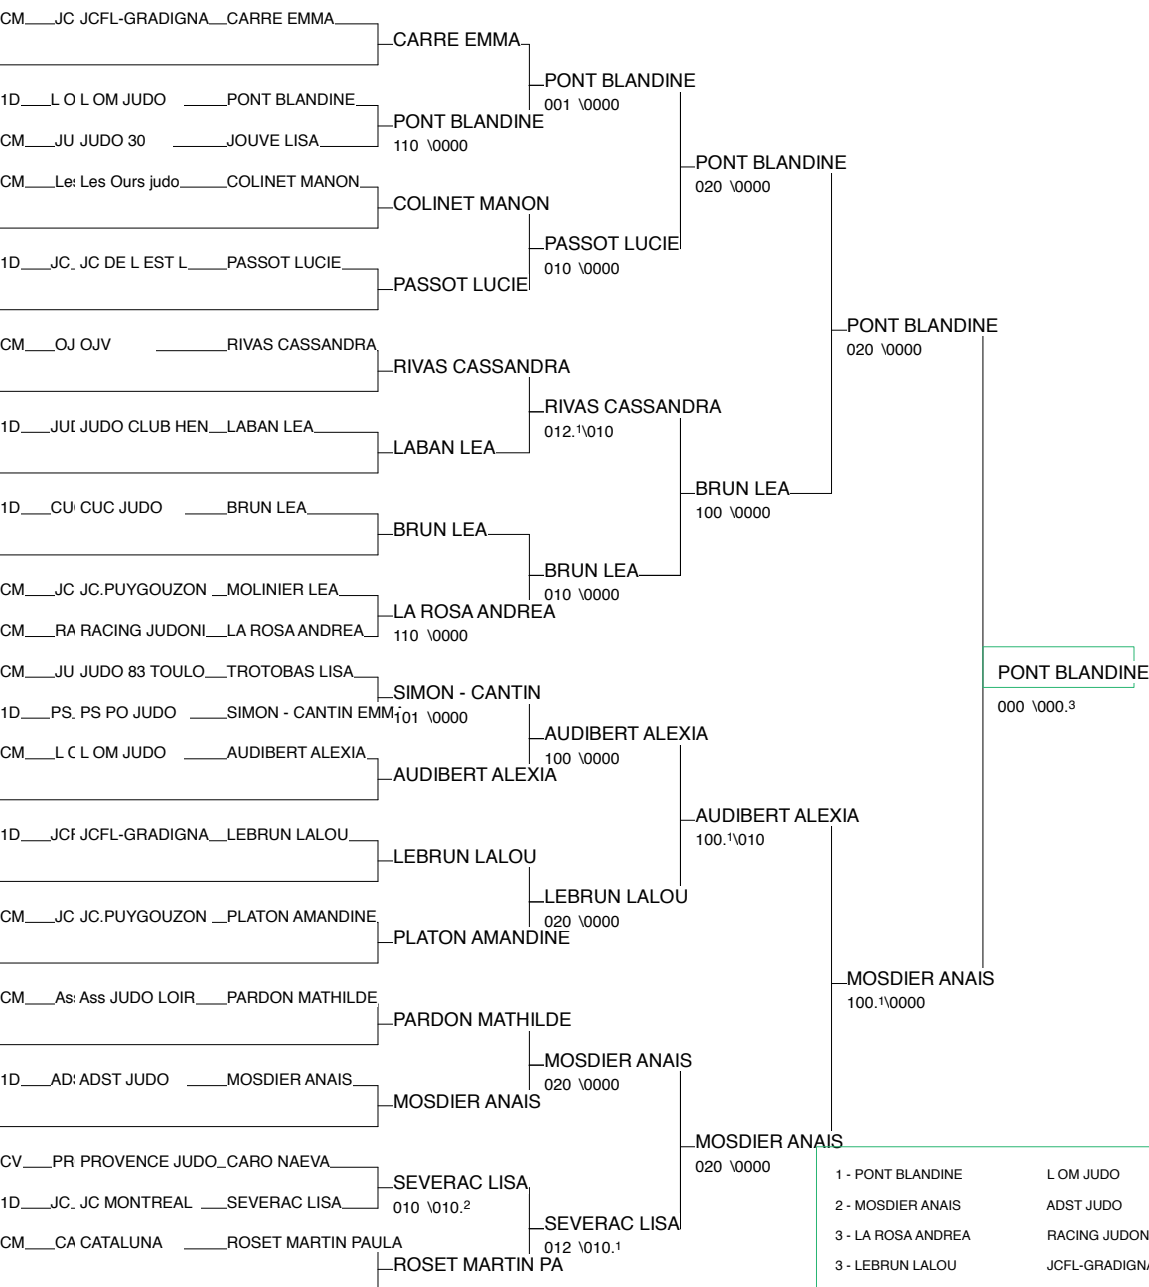 CM JC JCFL-GRADIGNA CARRE EMMA
CARRE EMMA
PONT BLANDINE
001 \0000
1D L O L OM JUDO PONT BLANDINE
PONT BLANDINE
110 \0000
CM JU JUDO 30 JOUVE LISA
PONT BLANDINE
020 \0000
CM Les Les Ours judo COLINET MANON
COLINET MANON
PASSOT LUCIE
010 \0000
1D JC_ JC DE L EST L PASSOT LUCIE
PASSOT LUCIE
PONT BLANDINE
020 \0000
CM OJ OJV RIVAS CASSANDRA
RIVAS CASSANDRA
RIVAS CASSANDRA
012.1\010
1D JUD JUDO CLUB HEN LABAN LEA
LABAN LEA
BRUN LEA
100 \0000
1D CU CUC JUDO BRUN LEA
BRUN LEA
BRUN LEA
010 \0000
CM JC JC.PUYGOUZON MOLINIER LEA
LA ROSA ANDREA
110 \0000
CM RA RACING JUDONI LA ROSA ANDREA
PONT BLANDINE
000 \000.3
CM JU JUDO 83 TOULO TROTOBAS LISA
SIMON - CANTIN
101 \0000
1D PS_ PS PO JUDO SIMON - CANTIN EMM
AUDIBERT ALEXIA
100 \0000
CM L O L OM JUDO AUDIBERT ALEXIA
AUDIBERT ALEXIA
AUDIBERT ALEXIA
100.1\010
1D JCF JCFL-GRADIGNA LEBRUN LALOU
LEBRUN LALOU
LEBRUN LALOU
020 \0000
CM JC JC.PUYGOUZON PLATON AMANDINE
PLATON AMANDINE
MOSDIER ANAIS
100.1\0000
CM Ass Ass JUDO LOIR PARDON MATHILDE
PARDON MATHILDE
MOSDIER ANAIS
020 \0000
1D ADS ADST JUDO MOSDIER ANAIS
MOSDIER ANAIS
MOSDIER ANAIS
020 \0000
CV PR PROVENCE JUDO CARO NAEVA
SEVERAC LISA
010 \010.2
1D JC_ JC MONTREAL SEVERAC LISA
SEVERAC LISA
012 \010.1
CM CA CATALUNA ROSET MARTIN PAULA
ROSET MARTIN PA
1 - PONT BLANDINE L OM JUDO
2 - MOSDIER ANAIS ADST JUDO
3 - LA ROSA ANDREA RACING JUDON
3 - LEBRUN LALOU JCFL-GRADIGNA